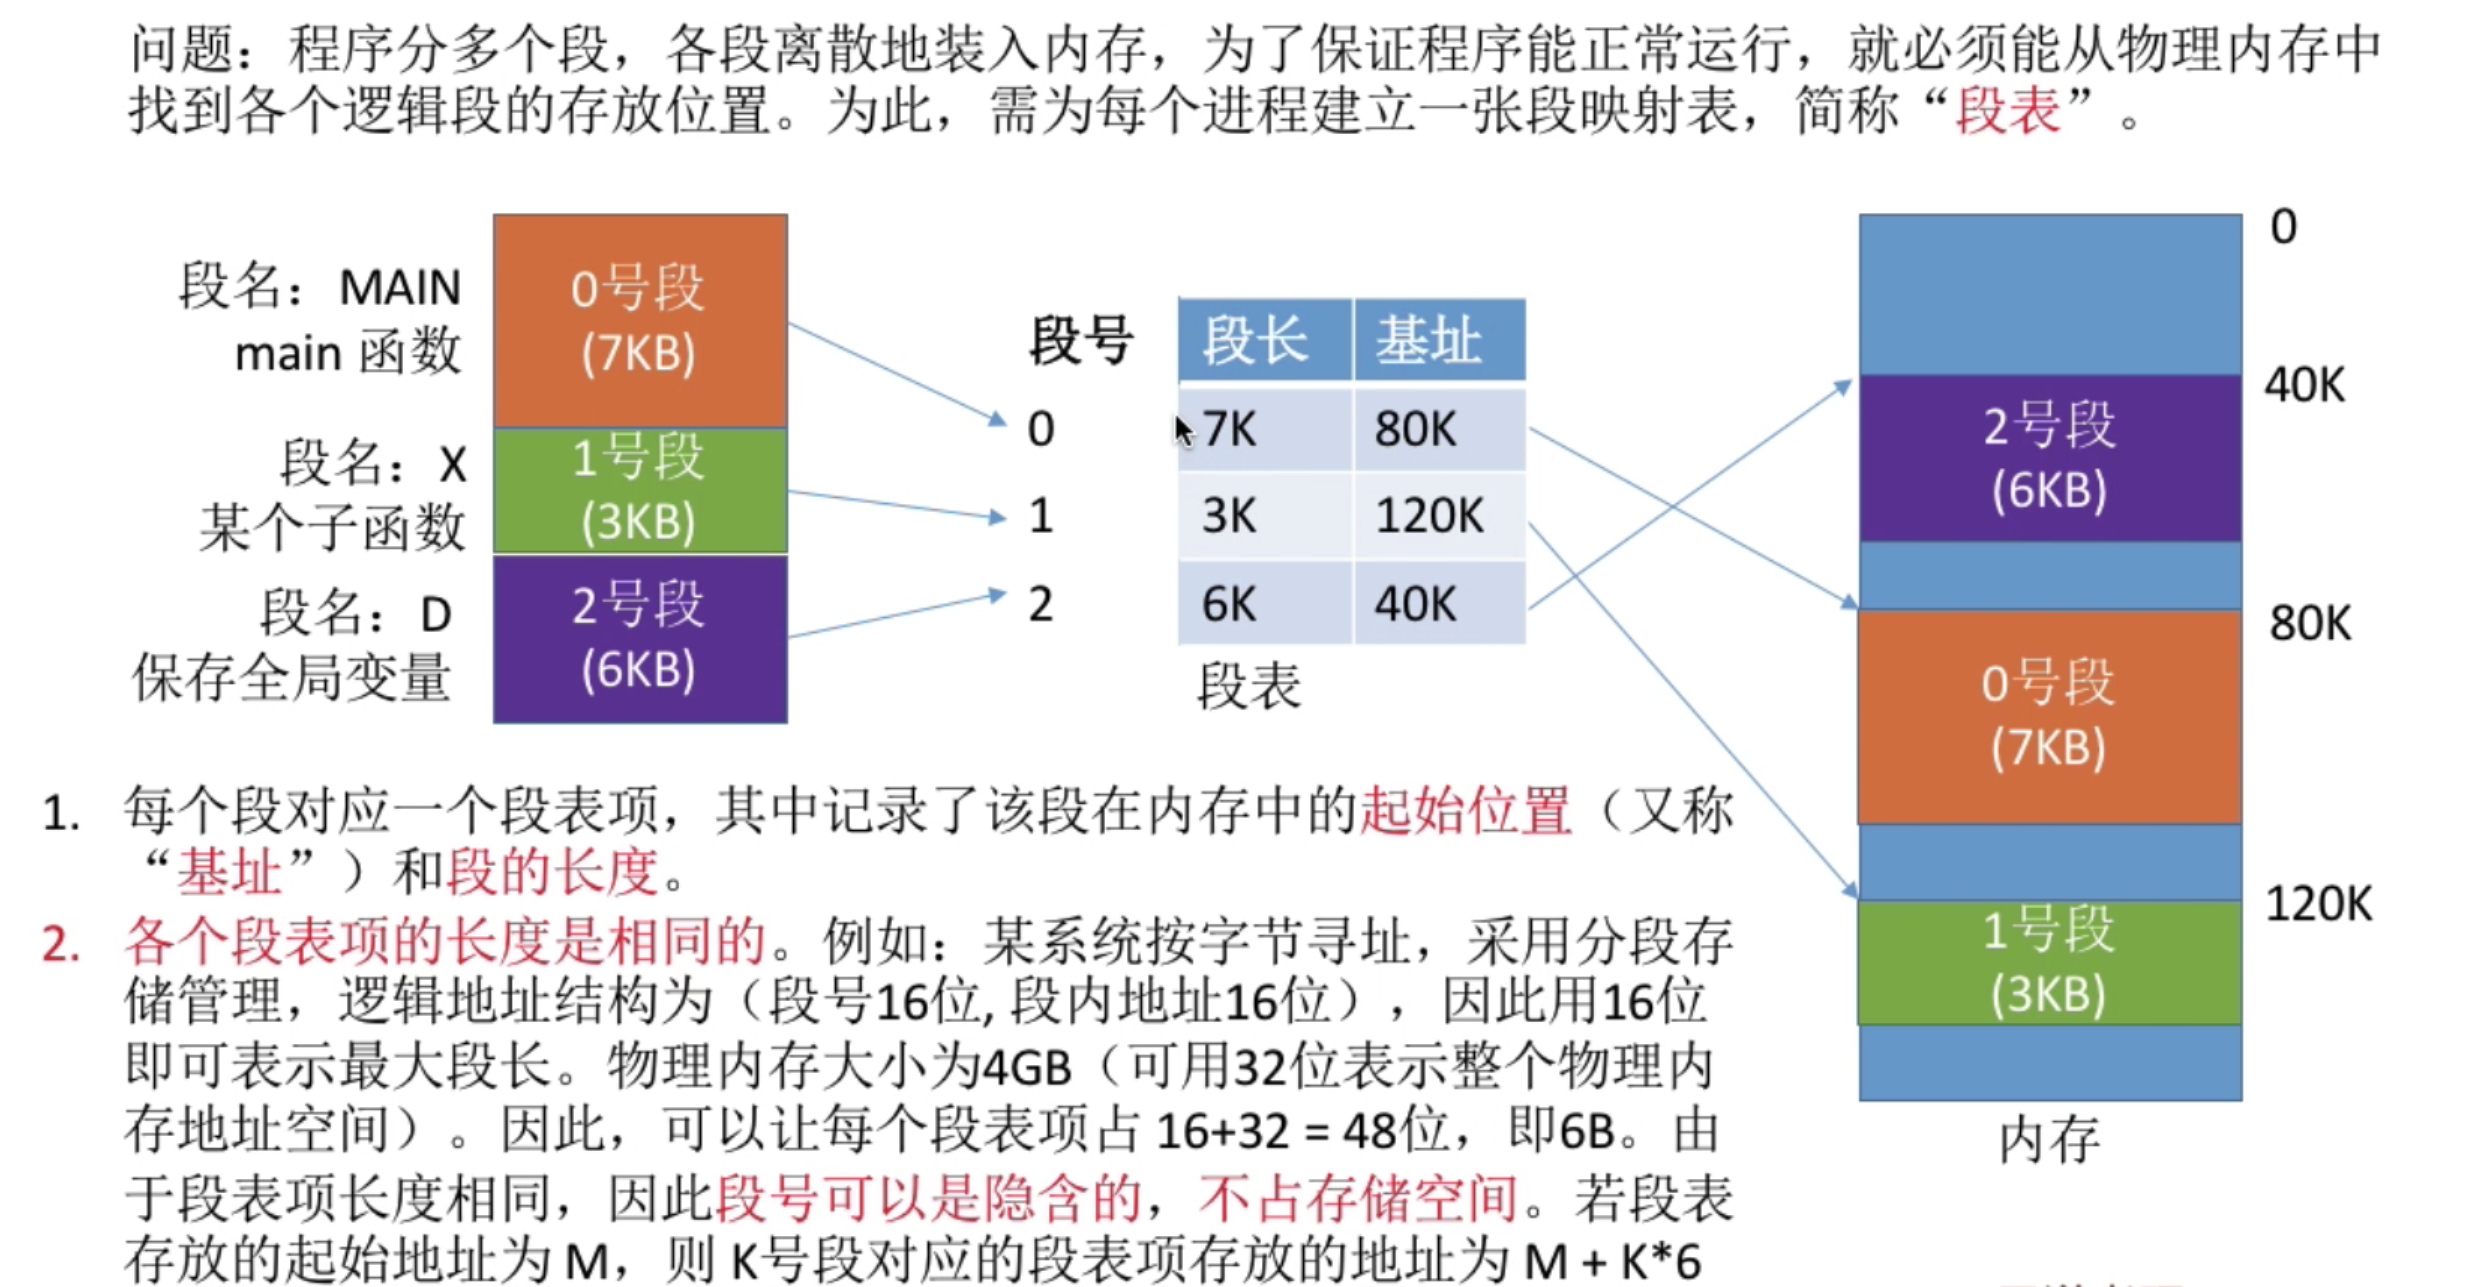 问题：程序分多个段，各段离散地装入内存，为了保证程序能正常运行，就必须能从物理内存中
找到各个逻辑段的存放位置。为此，需为每个进程建立一张段映射表，简称“段表”。
段名：MAIN
main 函数
段名：X
某个子函数
段名：D
保存全局变量
0号段
(7KB)
1号段
(3KB)
2号段
(6KB)
段号 段长 基址
0 7K 80K
1 3K 120K
2 6K 40K
段表
0
40K
2号段
(6KB)
80K
0号段
(7KB)
120K
1号段
(3KB)
内存
1. 每个段对应一个段表项，其中记录了该段在内存中的起始位置（又称
“基址”）和段的长度。
2. 各个段表项的长度是相同的。例如：某系统按字节寻址，采用分段存
储管理，逻辑地址结构为（段号16位, 段内地址16位），因此用16位
即可表示最大段长。物理内存大小为4GB（可用32位表示整个物理内
存地址空间）。因此，可以让每个段表项占 16+32 = 48位，即6B。由
于段表项长度相同，因此段号可以是隐含的，不占存储空间。若段表
存放的起始地址为 M，则 K号段对应的段表项存放的地址为 M + K*6